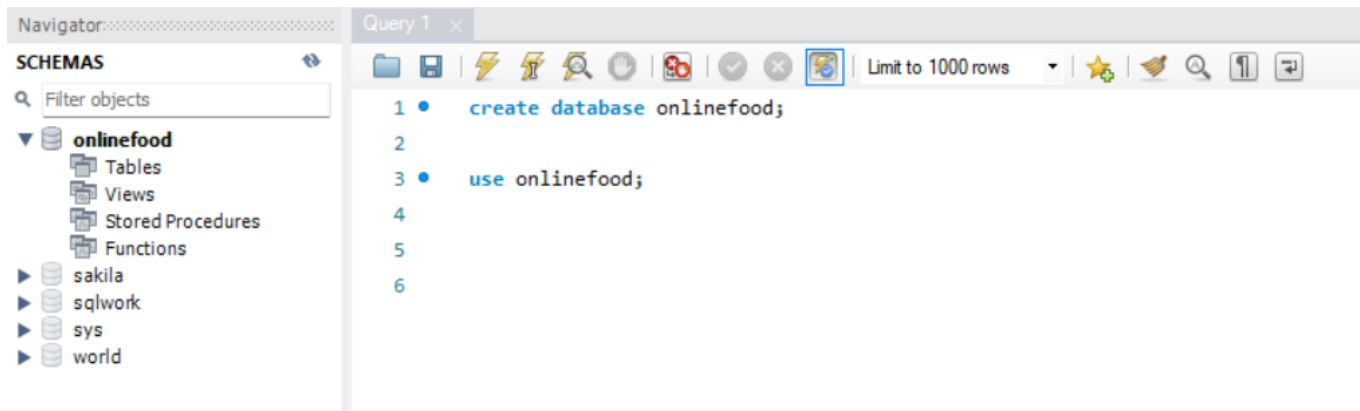 Navigator
SCHEMAS
Filter objects
onlinefood
Tables
Views
Stored Procedures
Functions
sakila
sqlwork
sys
world
Query 1
Limit to 1000 rows
1 create database onlinefood;
2
3 use onlinefood;
4
5
6